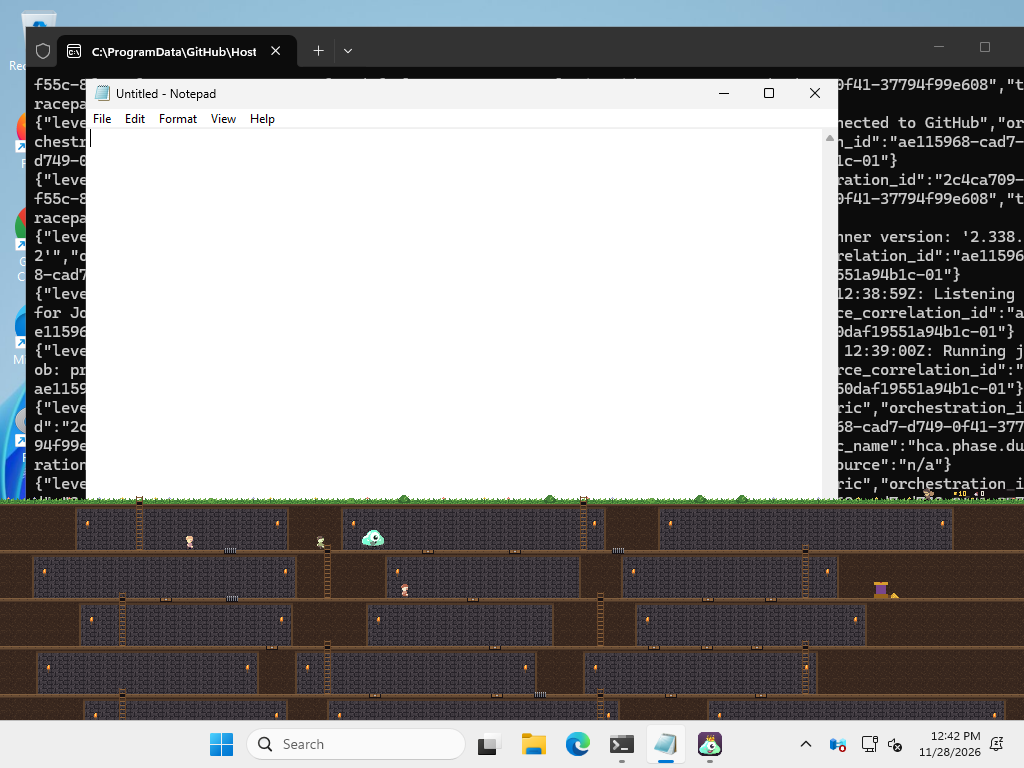 C:\ProgramData\GitHub\Host
Untitled - Notepad
File Edit Format View Help
f55c-8
0f41-37794f99e608","t
racepa
{"leve
nected to GitHub","or
chestr
n_id":"ae115968-cad7-
d749-0
1c-01"}
{"leve
ration_id":"2c4ca709-
f55c-8
0f41-37794f99e608","t
racepa
{"leve
nner version: '2.338.
2'","o
relation_id":"ae11596
8-cad7
551a94b1c-01"}
{"leve
12:38:59Z: Listening
for Jo
rce_correlation_id":"a
e11596
0daf19551a94b1c-01"}
{"leve
12:39:00Z: Running j
ob: pr
rce_correlation_id":"
ae1159
50daf19551a94b1c-01"}
{"leve
ric","orchestration_i
d":"2c
68-cad7-d749-0f41-377
94f99e
c_name":"hca.phase.du
ration
ource":"n/a"}
{"leve
ric","orchestration_i
Search
12:42 PM
11/28/2026